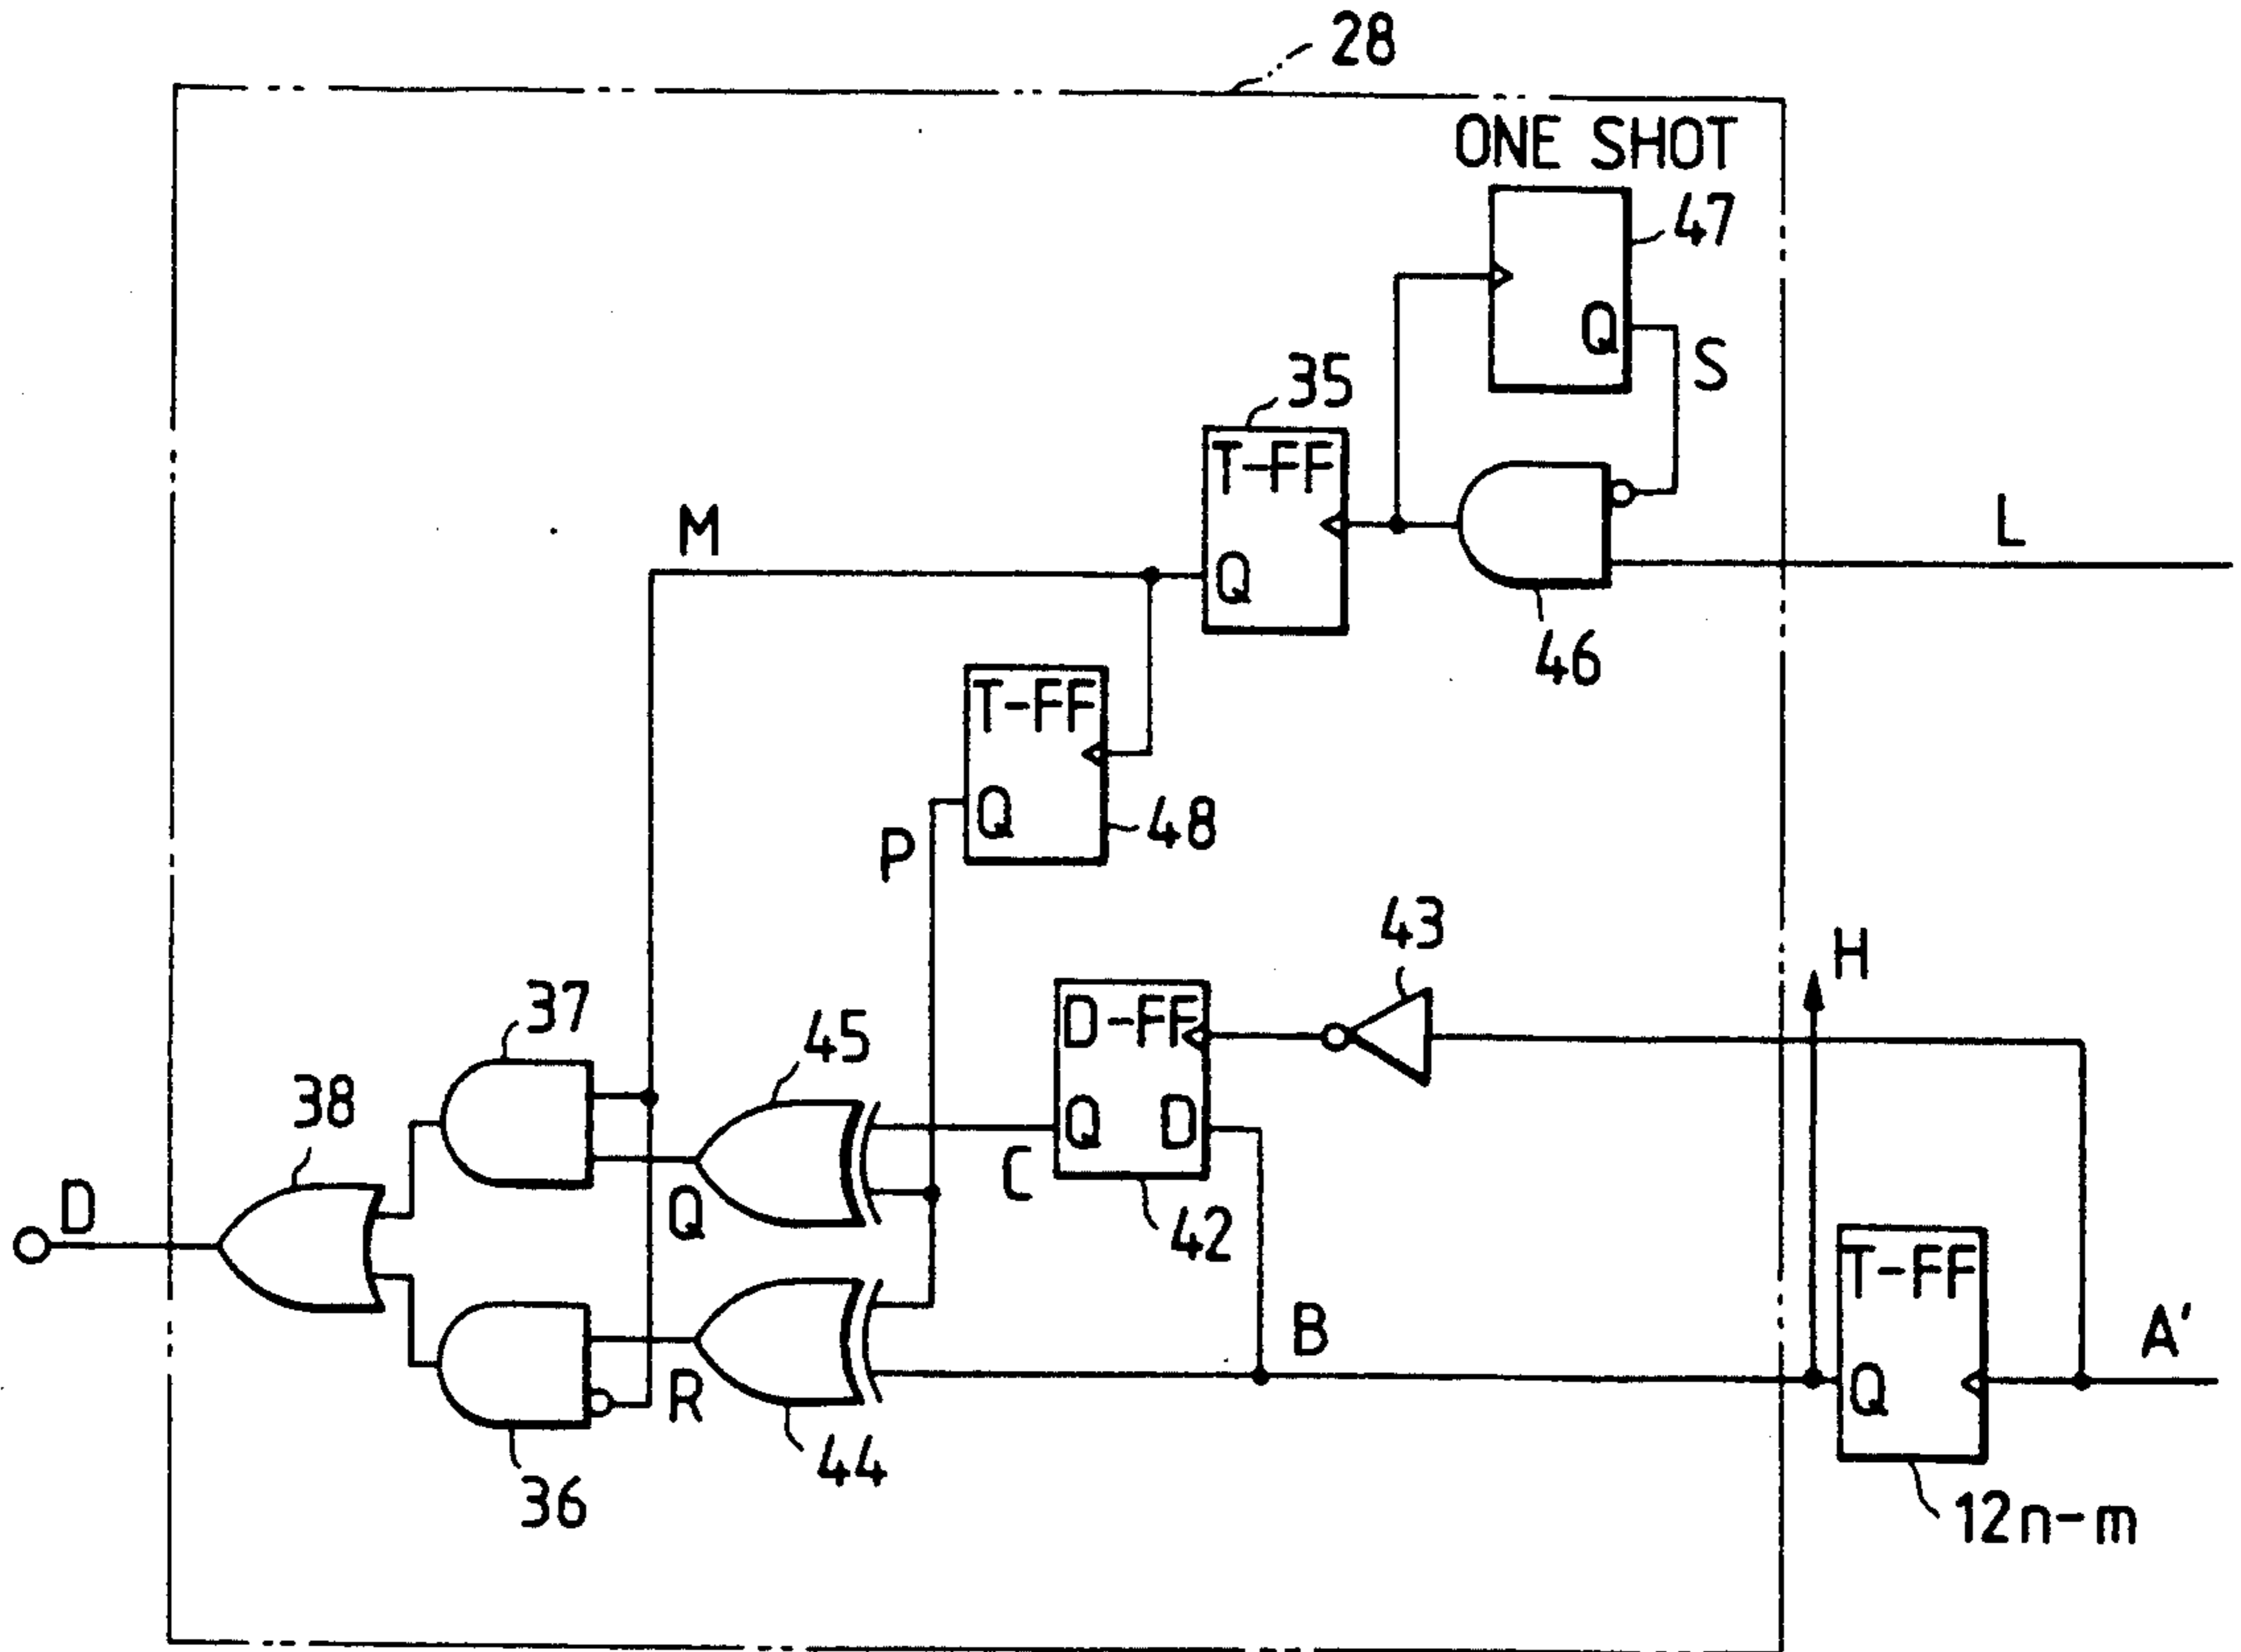 28
ONE SHOT
47
Q
S
35
T-FF
Q
M
L
46
T-FF
Q
48
P
43
H
37
45
D-FF
Q D
38
C
D
Q
42
T-FF
B
A'
Q
R
44
36
12n-m